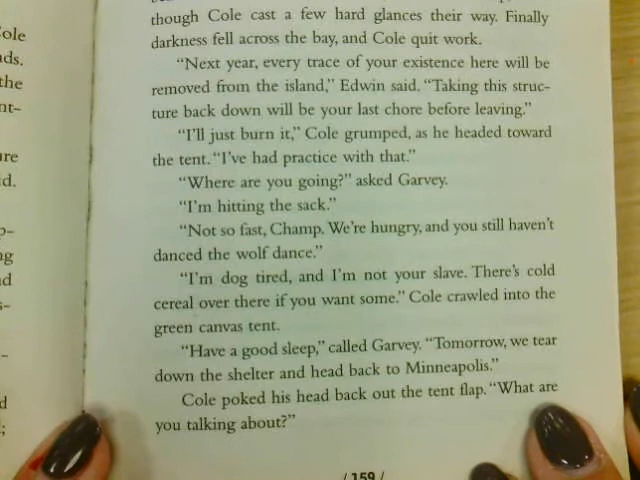 ole
ds.
the
nt-
are
d.
p-
ng
d
s-
-
d
;
though Cole cast a few hard glances their way. Finally
darkness fell across the bay, and Cole quit work.
“Next year, every trace of your existence here will be
removed from the island,” Edwin said. “Taking this struc-
ture back down will be your last chore before leaving.”
“I’ll just burn it,” Cole grumped, as he headed toward
the tent. “I’ve had practice with that.”
“Where are you going?” asked Garvey.
“I’m hitting the sack.”
“Not so fast, Champ. We’re hungry, and you still haven’t
danced the wolf dance.”
“I’m dog tired, and I’m not your slave. There’s cold
cereal over there if you want some.” Cole crawled into the
green canvas tent.
“Have a good sleep,” called Garvey. “Tomorrow, we tear
down the shelter and head back to Minneapolis.”
Cole poked his head back out the tent flap. “What are
you talking about?”
/ 159 /